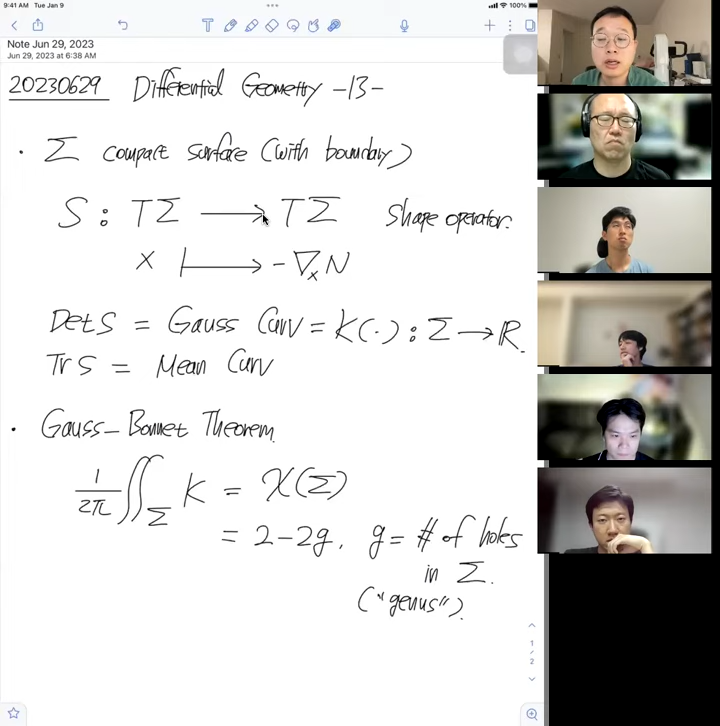 9:41 AM Tue Jan 9
100%
Note Jun 29, 2023
Jun 29, 2023 at 6:38 AM
20230629 Differential Geometry -13-
· Σ compact surface (with boundary)
S : TΣ ⟶ TΣ Shape operator.
X ⟼ -∇ₓN
Det S = Gauss Curv = K(·) : Σ → ℝ.
Tr S = Mean Curv
· Gauss-Bonnet Theorem.
1/2π ∬_Σ K = χ(Σ)
= 2-2g. g = # of holes
in Σ.
("genus").
1
/
2